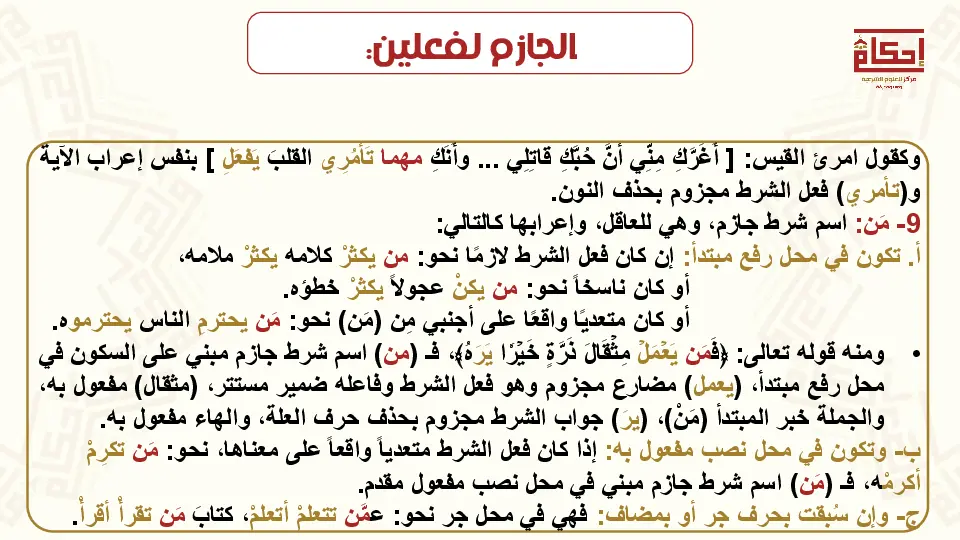 الجازم لفعلين:
إحكام
مركز للعلوم الشرعية
وكقول امرئ القيس: [ أَغَرَّكِ مِنِّي أَنَّ حُبَّكِ قاتِلِي ... وأَنَّكِ مهما تَأمُرِي القلبَ يَفعَلِ ] بنفس إعراب الآية
و(تأمري) فعل الشرط مجزوم بحذف النون.
9- مَن: اسم شرط جازم، وهي للعاقل، وإعرابها كالتالي:
أ. تكون في محل رفع مبتدأ: إن كان فعل الشرط لازمًا نحو: من يكثرْ كلامه يكثرْ ملامه،
أو كان ناسخاً نحو: من يكنْ عجولاً يكثرْ خطؤه.
أو كان متعديًا واقعًا على أجنبي مِن (مَن) نحو: مَن يحترمِ الناس يحترموه.
• ومنه قوله تعالى: ﴿فَمَن يَعۡمَلۡ مِثۡقَالَ ذَرَّةٍ خَيۡرٗا يَرَهُ﴾، فـ (من) اسم شرط جازم مبني على السكون في
محل رفع مبتدأ، (يعمل) مضارع مجزوم وهو فعل الشرط وفاعله ضمير مستتر، (مثقال) مفعول به،
والجملة خبر المبتدأ (مَنْ)، (يرَ) جواب الشرط مجزوم بحذف حرف العلة، والهاء مفعول به.
ب- وتكون في محل نصب مفعول به: إذا كان فعل الشرط متعدياً واقعاً على معناها، نحو: مَن تكرِمْ
أكرمْه، فـ (مَن) اسم شرط جازم مبني في محل نصب مفعول مقدم.
ج- وإن سُبقت بحرف جر أو بمضاف: فهي في محل جر نحو: عمَّن تتعلمْ أتعلمْ، كتابَ مَن تقرأْ أقرأْ.